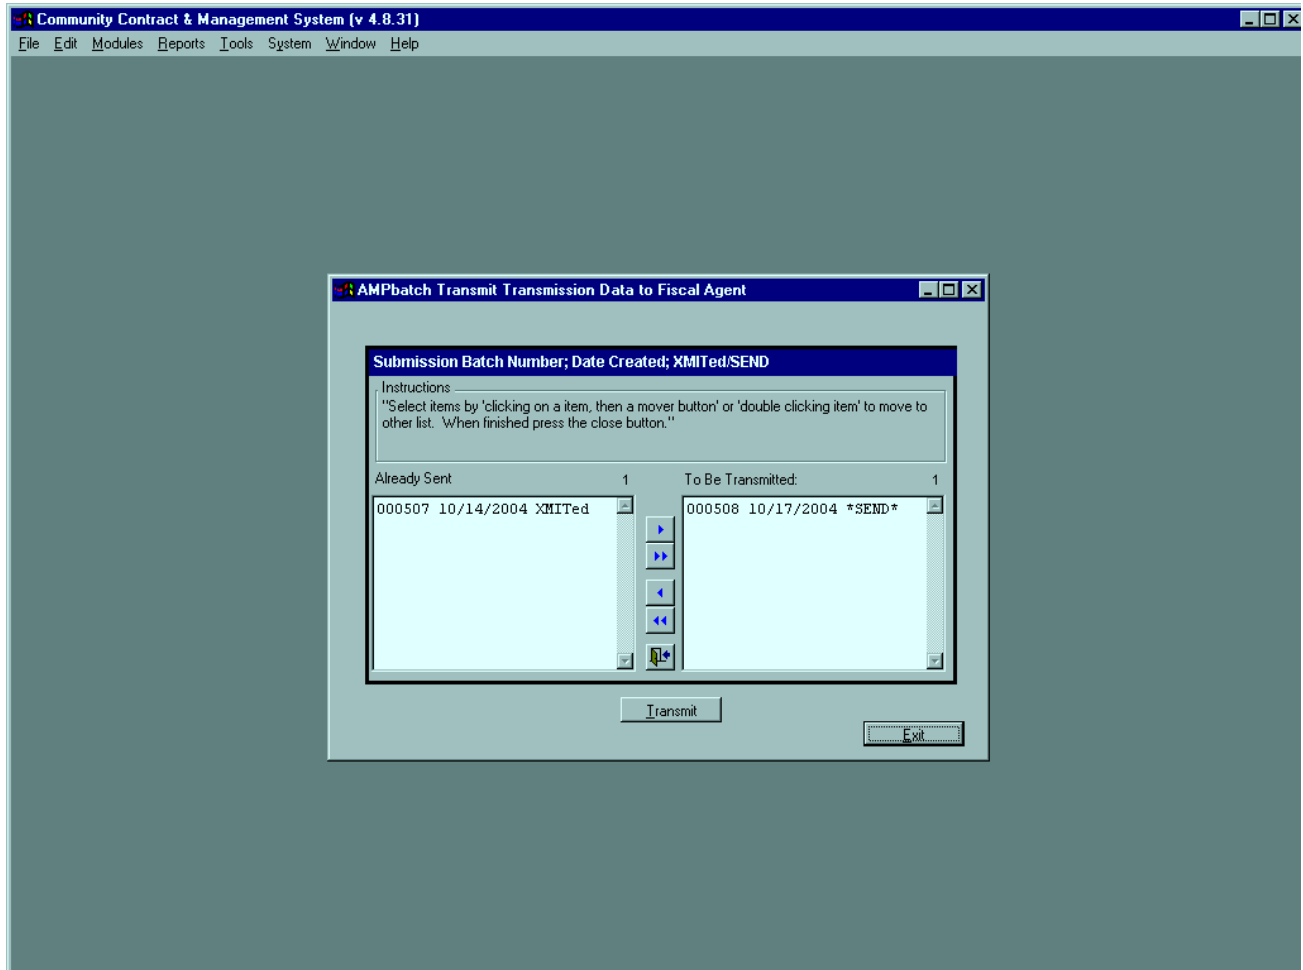 Community Contract & Management System (v 4.8.31)
File Edit Modules Reports Tools System Window Help
AMPbatch Transmit Transmission Data to Fiscal Agent
Submission Batch Number; Date Created; XMITed/SEND
Instructions
"Select items by 'clicking on a item, then a mover button' or 'double clicking item' to move to
other list. When finished press the close button."
Already Sent 1 To Be Transmitted: 1
000507 10/14/2004 XMITed 000508 10/17/2004 *SEND*
Transmit
Exit